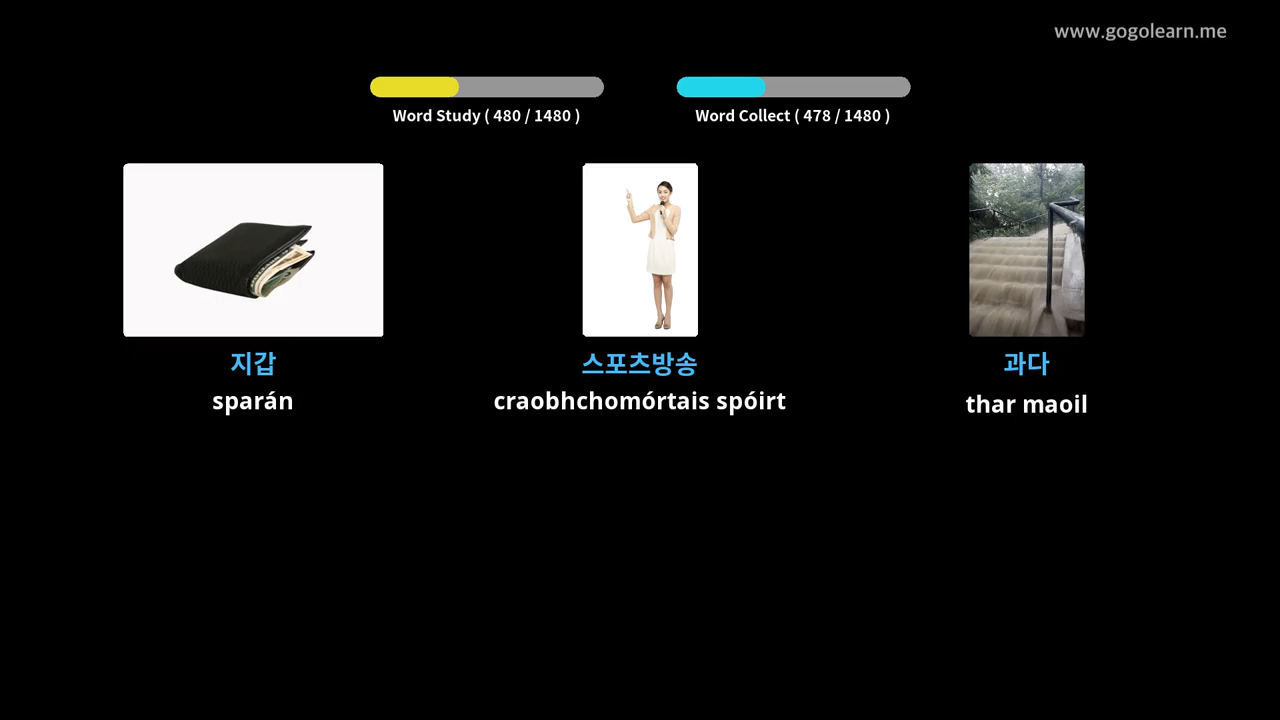 www.gogolearn.me
Word Study ( 480 / 1480 )
Word Collect ( 478 / 1480 )
지갑
sparán
스포츠방송
craobhchomórtais spóirt
과다
thar maoil